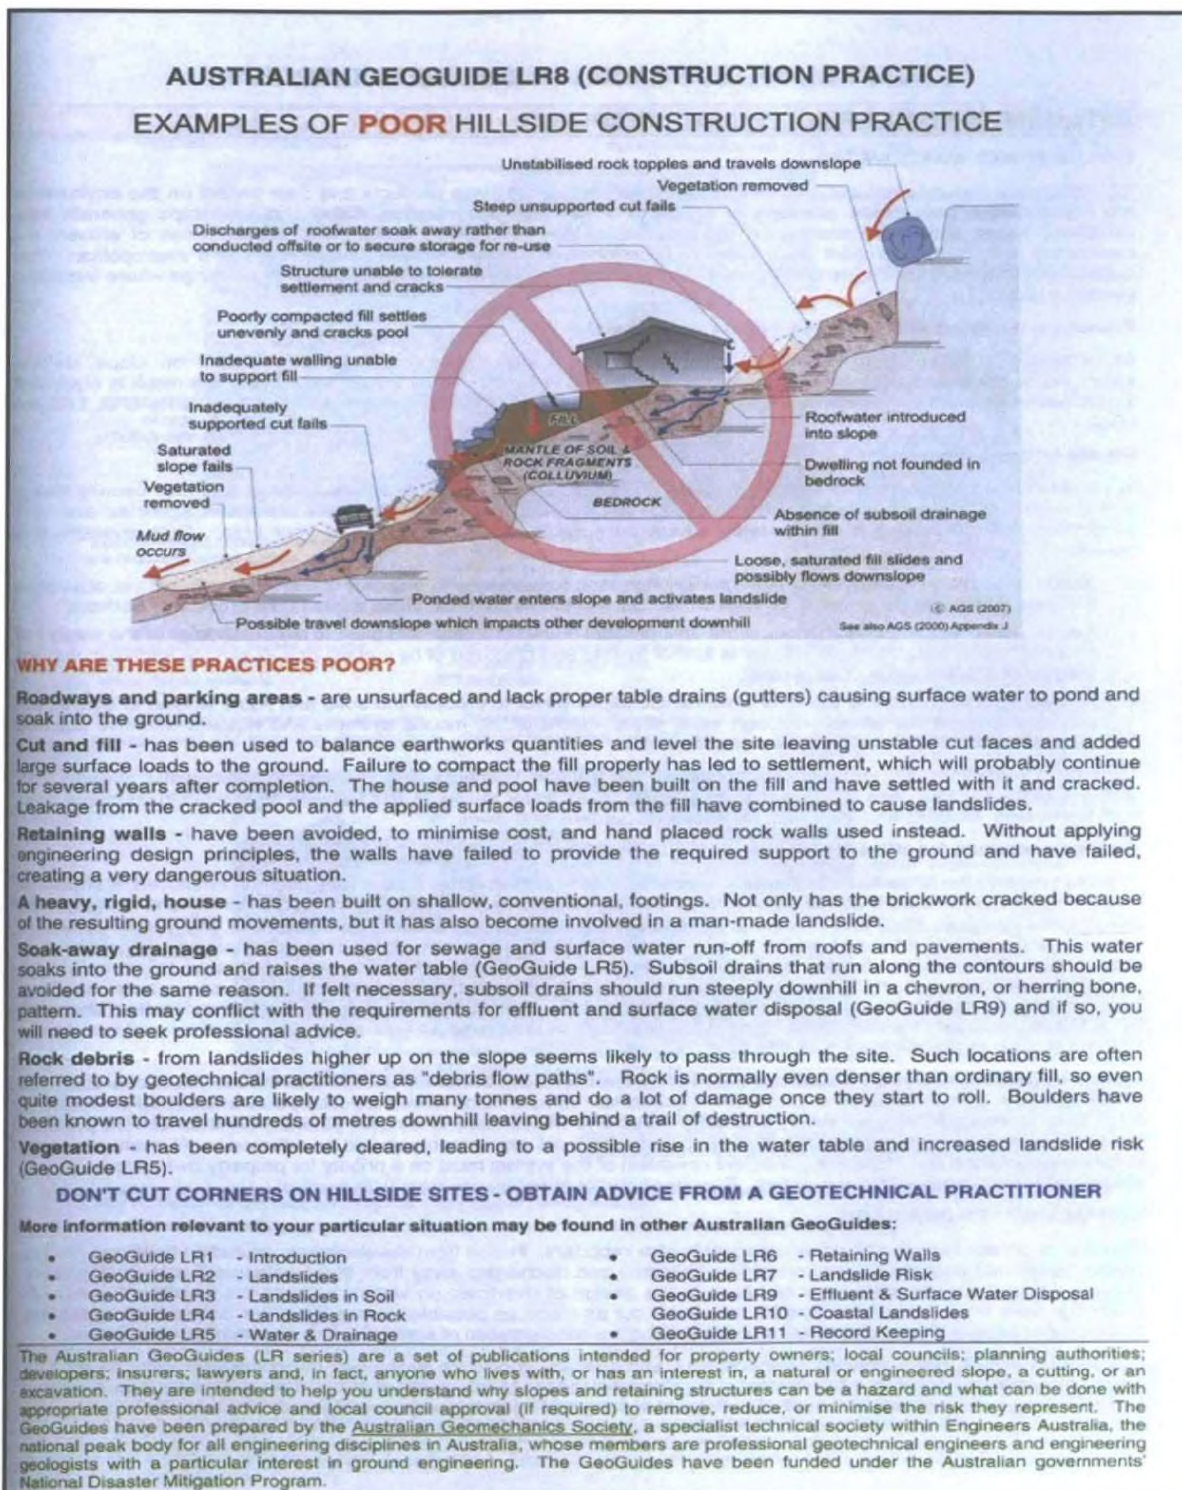 AUSTRALIAN GEOGUIDE LR8 (CONSTRUCTION PRACTICE)
EXAMPLES OF POOR HILLSIDE CONSTRUCTION PRACTICE
Unstabilised rock topples and travels downslope
Vegetation removed
Steep unsupported cut fails
Discharges of roofwater soak away rather than
conducted offsite or to secure storage for re-use
Structure unable to tolerate
settlement and cracks
Poorly compacted fill settles
unevenly and cracks pool
Inadequate walling unable
to support fill
Inadequately
supported cut fails
Saturated
slope fails
Vegetation
removed
Mud flow
occurs
FILL
MANTLE OF SOIL &
ROCK FRAGMENTS
(COLLUVIUM)
BEDROCK
Roofwater introduced
into slope
Dwelling not founded in
bedrock
Absence of subsoil drainage
within fill
Loose, saturated fill slides and
possibly flows downslope
Ponded water enters slope and activates landslide
Possible travel downslope which impacts other development downhill
© AGS (2007)
See also AGS (2000) Appendix J
WHY ARE THESE PRACTICES POOR?
Roadways and parking areas - are unsurfaced and lack proper table drains (gutters) causing surface water to pond and
soak into the ground.
Cut and fill - has been used to balance earthworks quantities and level the site leaving unstable cut faces and added
large surface loads to the ground. Failure to compact the fill properly has led to settlement, which will probably continue
for several years after completion. The house and pool have been built on the fill and have settled with it and cracked.
Leakage from the cracked pool and the applied surface loads from the fill have combined to cause landslides.
Retaining walls - have been avoided, to minimise cost, and hand placed rock walls used instead. Without applying
engineering design principles, the walls have failed to provide the required support to the ground and have failed,
creating a very dangerous situation.
A heavy, rigid, house - has been built on shallow, conventional, footings. Not only has the brickwork cracked because
of the resulting ground movements, but it has also become involved in a man-made landslide.
Soak-away drainage - has been used for sewage and surface water run-off from roofs and pavements. This water
soaks into the ground and raises the water table (GeoGuide LR5). Subsoil drains that run along the contours should be
avoided for the same reason. If felt necessary, subsoil drains should run steeply downhill in a chevron, or herring bone,
pattern. This may conflict with the requirements for effluent and surface water disposal (GeoGuide LR9) and if so, you
will need to seek professional advice.
Rock debris - from landslides higher up on the slope seems likely to pass through the site. Such locations are often
referred to by geotechnical practitioners as "debris flow paths". Rock is normally even denser than ordinary fill, so even
quite modest boulders are likely to weigh many tonnes and do a lot of damage once they start to roll. Boulders have
been known to travel hundreds of metres downhill leaving behind a trail of destruction.
Vegetation - has been completely cleared, leading to a possible rise in the water table and increased landslide risk
(GeoGuide LR5).
DON'T CUT CORNERS ON HILLSIDE SITES - OBTAIN ADVICE FROM A GEOTECHNICAL PRACTITIONER
More information relevant to your particular situation may be found in other Australian GeoGuides:
• GeoGuide LR1 - Introduction
• GeoGuide LR2 - Landslides
• GeoGuide LR3 - Landslides in Soil
• GeoGuide LR4 - Landslides in Rock
• GeoGuide LR5 - Water & Drainage
• GeoGuide LR6 - Retaining Walls
• GeoGuide LR7 - Landslide Risk
• GeoGuide LR9 - Effluent & Surface Water Disposal
• GeoGuide LR10 - Coastal Landslides
• GeoGuide LR11 - Record Keeping
The Australian GeoGuides (LR series) are a set of publications intended for property owners; local councils; planning authorities;
developers; insurers; lawyers and, in fact, anyone who lives with, or has an interest in, a natural or engineered slope, a cutting, or an
excavation. They are intended to help you understand why slopes and retaining structures can be a hazard and what can be done with
appropriate professional advice and local council approval (if required) to remove, reduce, or minimise the risk they represent. The
GeoGuides have been prepared by the Australian Geomechanics Society, a specialist technical society within Engineers Australia, the
national peak body for all engineering disciplines in Australia, whose members are professional geotechnical engineers and engineering
geologists with a particular interest in ground engineering. The GeoGuides have been funded under the Australian governments'
National Disaster Mitigation Program.